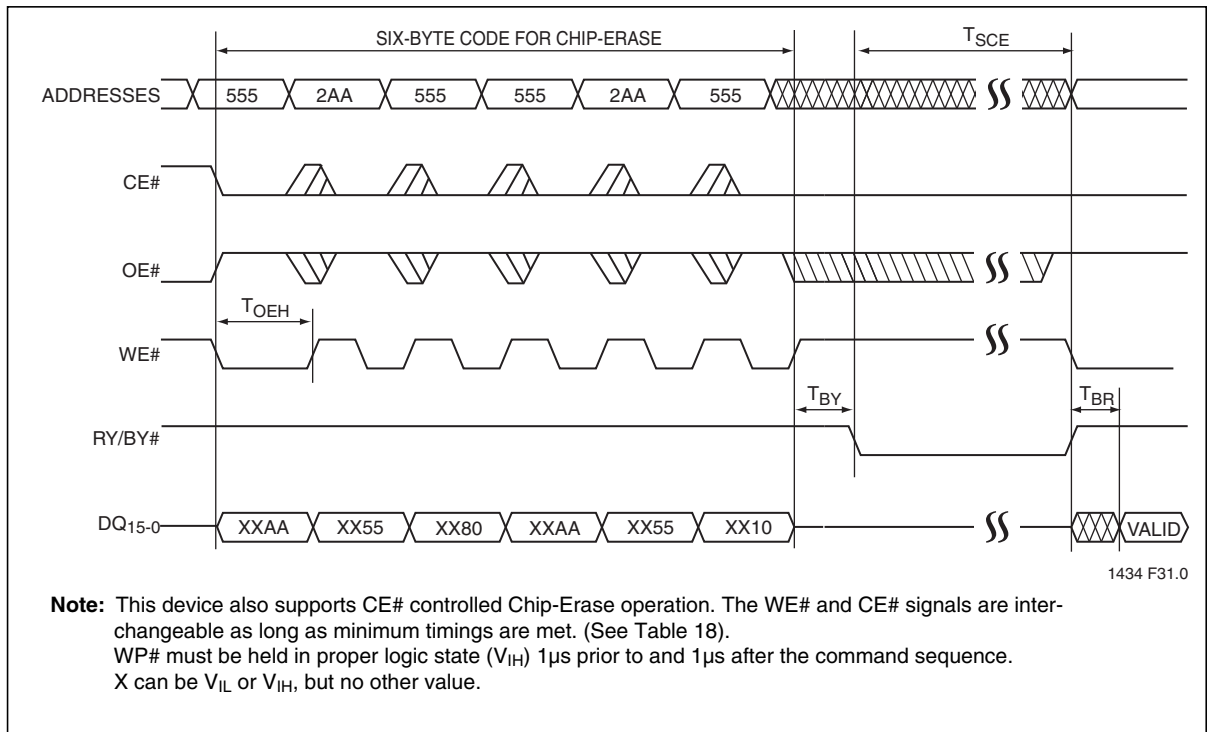 SIX-BYTE CODE FOR CHIP-ERASE
TSCE
ADDRESSES 555 2AA 555 555 2AA 555
CE#
OE#
TOEH
WE#
TBY TBR
RY/BY#
DQ15-0 XXAA XX55 XX80 XXAA XX55 XX10 VALID
1434 F31.0
Note: This device also supports CE# controlled Chip-Erase operation. The WE# and CE# signals are inter-
changeable as long as minimum timings are met. (See Table 18).
WP# must be held in proper logic state (VIH) 1µs prior to and 1µs after the command sequence.
X can be VIL or VIH, but no other value.